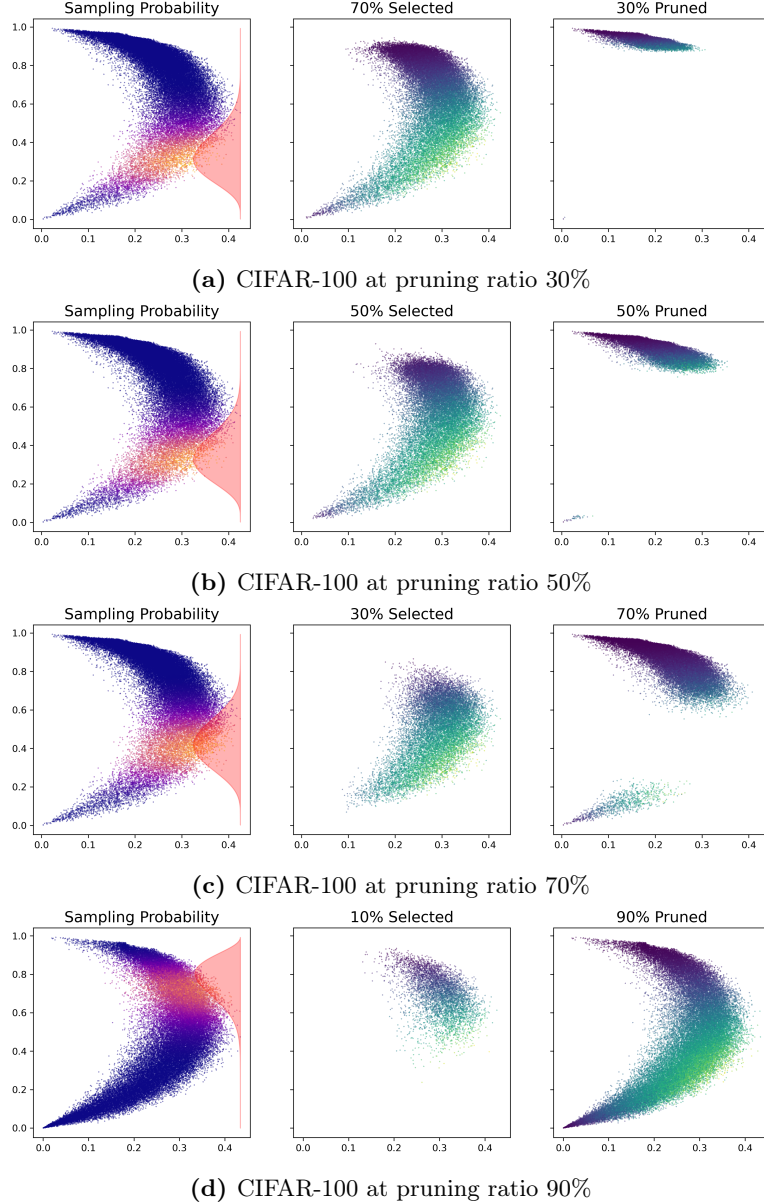 Sampling Probability 70% Selected 30% Pruned
1.0
0.8
0.6
0.4
0.2
0.0
0.0 0.1 0.2 0.3 0.4 0.0 0.1 0.2 0.3 0.4 0.0 0.1 0.2 0.3 0.4
(a) CIFAR-100 at pruning ratio 30%
Sampling Probability 50% Selected 50% Pruned
1.0
0.8
0.6
0.4
0.2
0.0
0.0 0.1 0.2 0.3 0.4 0.0 0.1 0.2 0.3 0.4 0.0 0.1 0.2 0.3 0.4
(b) CIFAR-100 at pruning ratio 50%
Sampling Probability 30% Selected 70% Pruned
1.0
0.8
0.6
0.4
0.2
0.0
0.0 0.1 0.2 0.3 0.4 0.0 0.1 0.2 0.3 0.4 0.0 0.1 0.2 0.3 0.4
(c) CIFAR-100 at pruning ratio 70%
Sampling Probability 10% Selected 90% Pruned
1.0
0.8
0.6
0.4
0.2
0.0
0.0 0.1 0.2 0.3 0.4 0.0 0.1 0.2 0.3 0.4 0.0 0.1 0.2 0.3 0.4
(d) CIFAR-100 at pruning ratio 90%